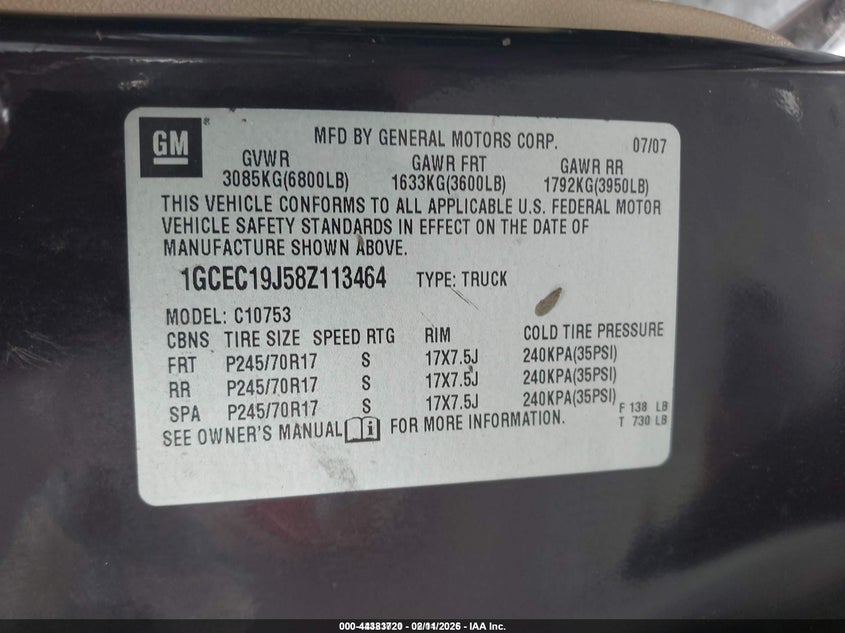 GM
MFD BY GENERAL MOTORS CORP. 07/07
GVWR GAWR FRT GAWR RR
3085KG(6800LB) 1633KG(3600LB) 1792KG(3950LB)
THIS VEHICLE CONFORMS TO ALL APPLICABLE U.S. FEDERAL MOTOR
VEHICLE SAFETY STANDARDS IN EFFECT ON THE DATE OF
MANUFACTURE SHOWN ABOVE.
1GCEC19J58Z113464 TYPE: TRUCK
MODEL: C10753
CBNS TIRE SIZE SPEED RTG RIM COLD TIRE PRESSURE
FRT P245/70R17 S 17X7.5J 240KPA(35PSI)
RR P245/70R17 S 17X7.5J 240KPA(35PSI)
SPA P245/70R17 S 17X7.5J 240KPA(35PSI)
F 138 LB
T 730 LB
SEE OWNER'S MANUAL i FOR MORE INFORMATION.
- IAA Inc.